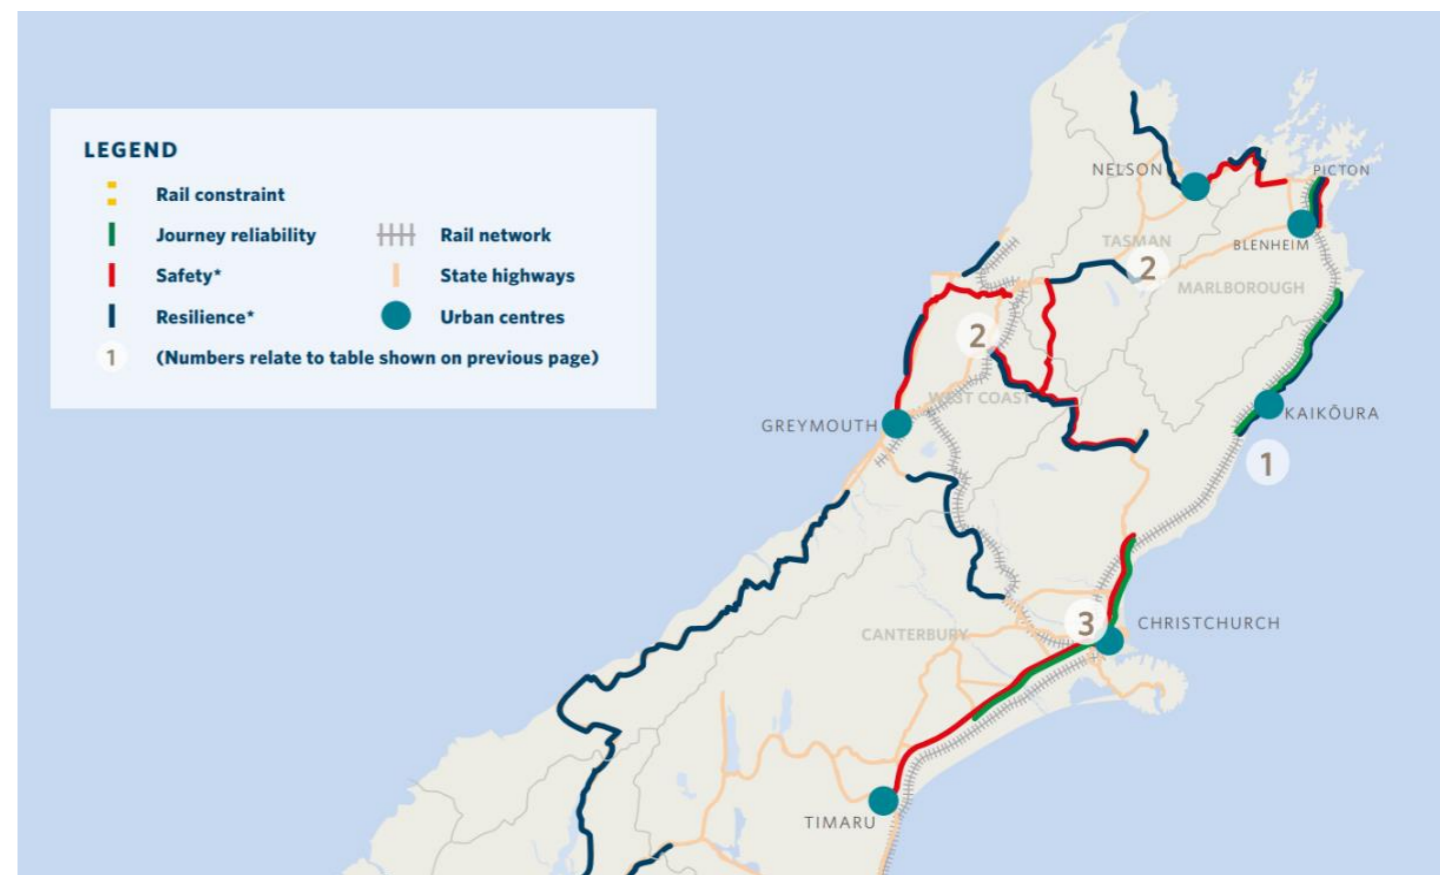 LEGEND
Rail constraint
Journey reliability
Rail network
Safety*
State highways
Resilience*
Urban centres
1 (Numbers relate to table shown on previous page)
NELSON
PICTON
TASMAN
BLENHEIM
2
MARLBOROUGH
2
WEST COAST
GREYMOUTH
KAIKŌURA
1
3
CHRISTCHURCH
CANTERBURY
TIMARU